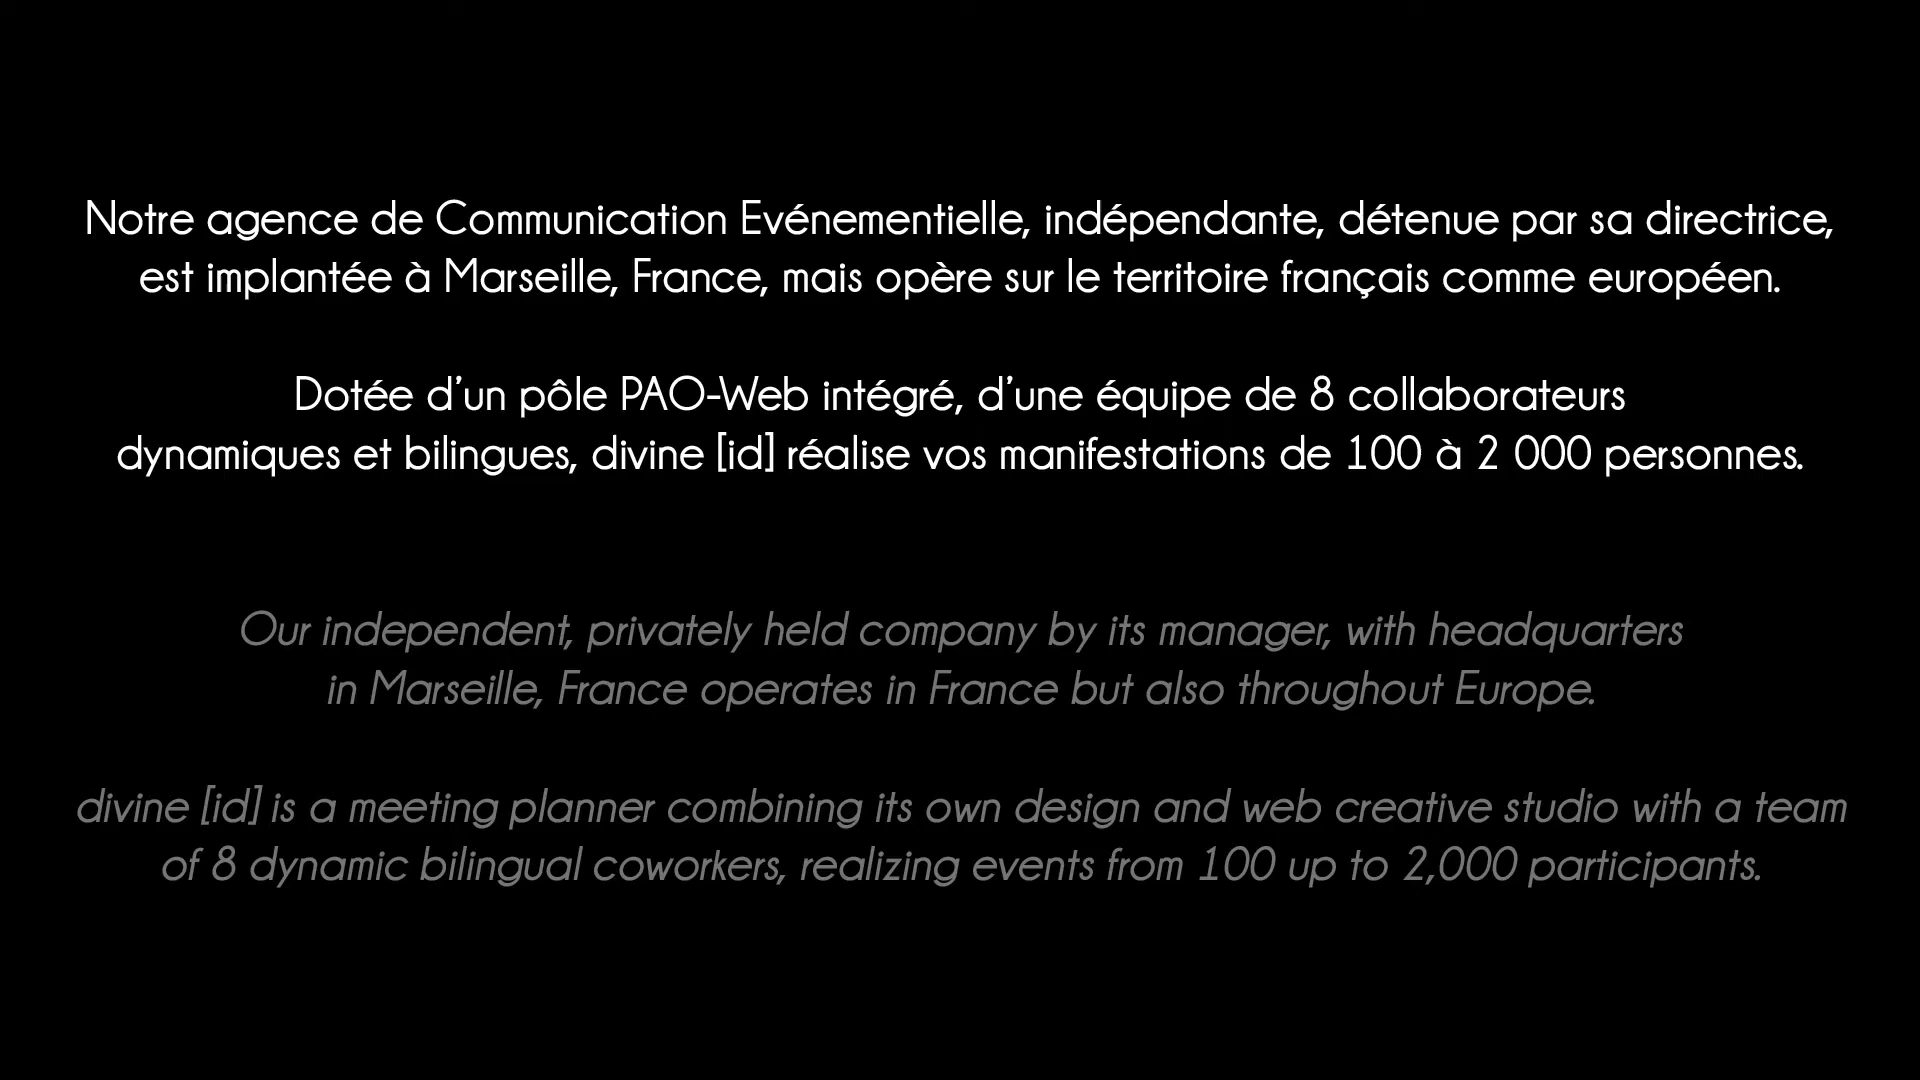 Notre agence de Communication Evénementielle, indépendante, détenue par sa directrice,
est implantée à Marseille, France, mais opère sur le territoire français comme européen.
Dotée d’un pôle PAO-Web intégré, d’une équipe de 8 collaborateurs
dynamiques et bilingues, divine [id] réalise vos manifestations de 100 à 2 000 personnes.
Our independent, privately held company by its manager, with headquarters
in Marseille, France operates in France but also throughout Europe.
divine [id] is a meeting planner combining its own design and web creative studio with a team
of 8 dynamic bilingual coworkers, realizing events from 100 up to 2,000 participants.